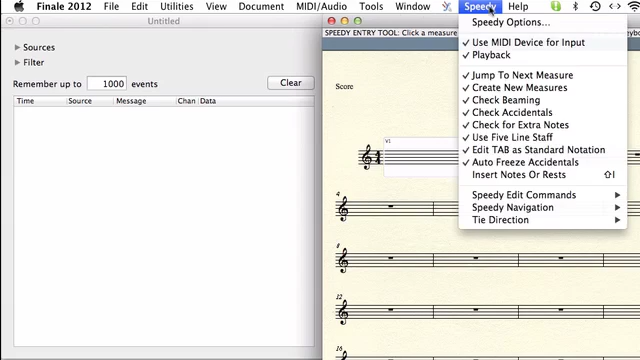 Finale 2012 File Edit Utilities View Document MIDI/Audio Tools Window Speedy Help
Untitled
Sources
Filter
Remember up to 1000 events Clear
Time Source Message Chan Data
SPEEDY ENTRY TOOL: Click a measure
Score
V1
4
8
12
16
Speedy Options...
✓ Use MIDI Device for Input
✓ Playback
✓ Jump To Next Measure
✓ Create New Measures
✓ Check Beaming
✓ Check Accidentals
✓ Check for Extra Notes
✓ Use Five Line Staff
✓ Edit TAB as Standard Notation
✓ Auto Freeze Accidentals
Insert Notes Or Rests ⇧I
Speedy Edit Commands
Speedy Navigation
Tie Direction